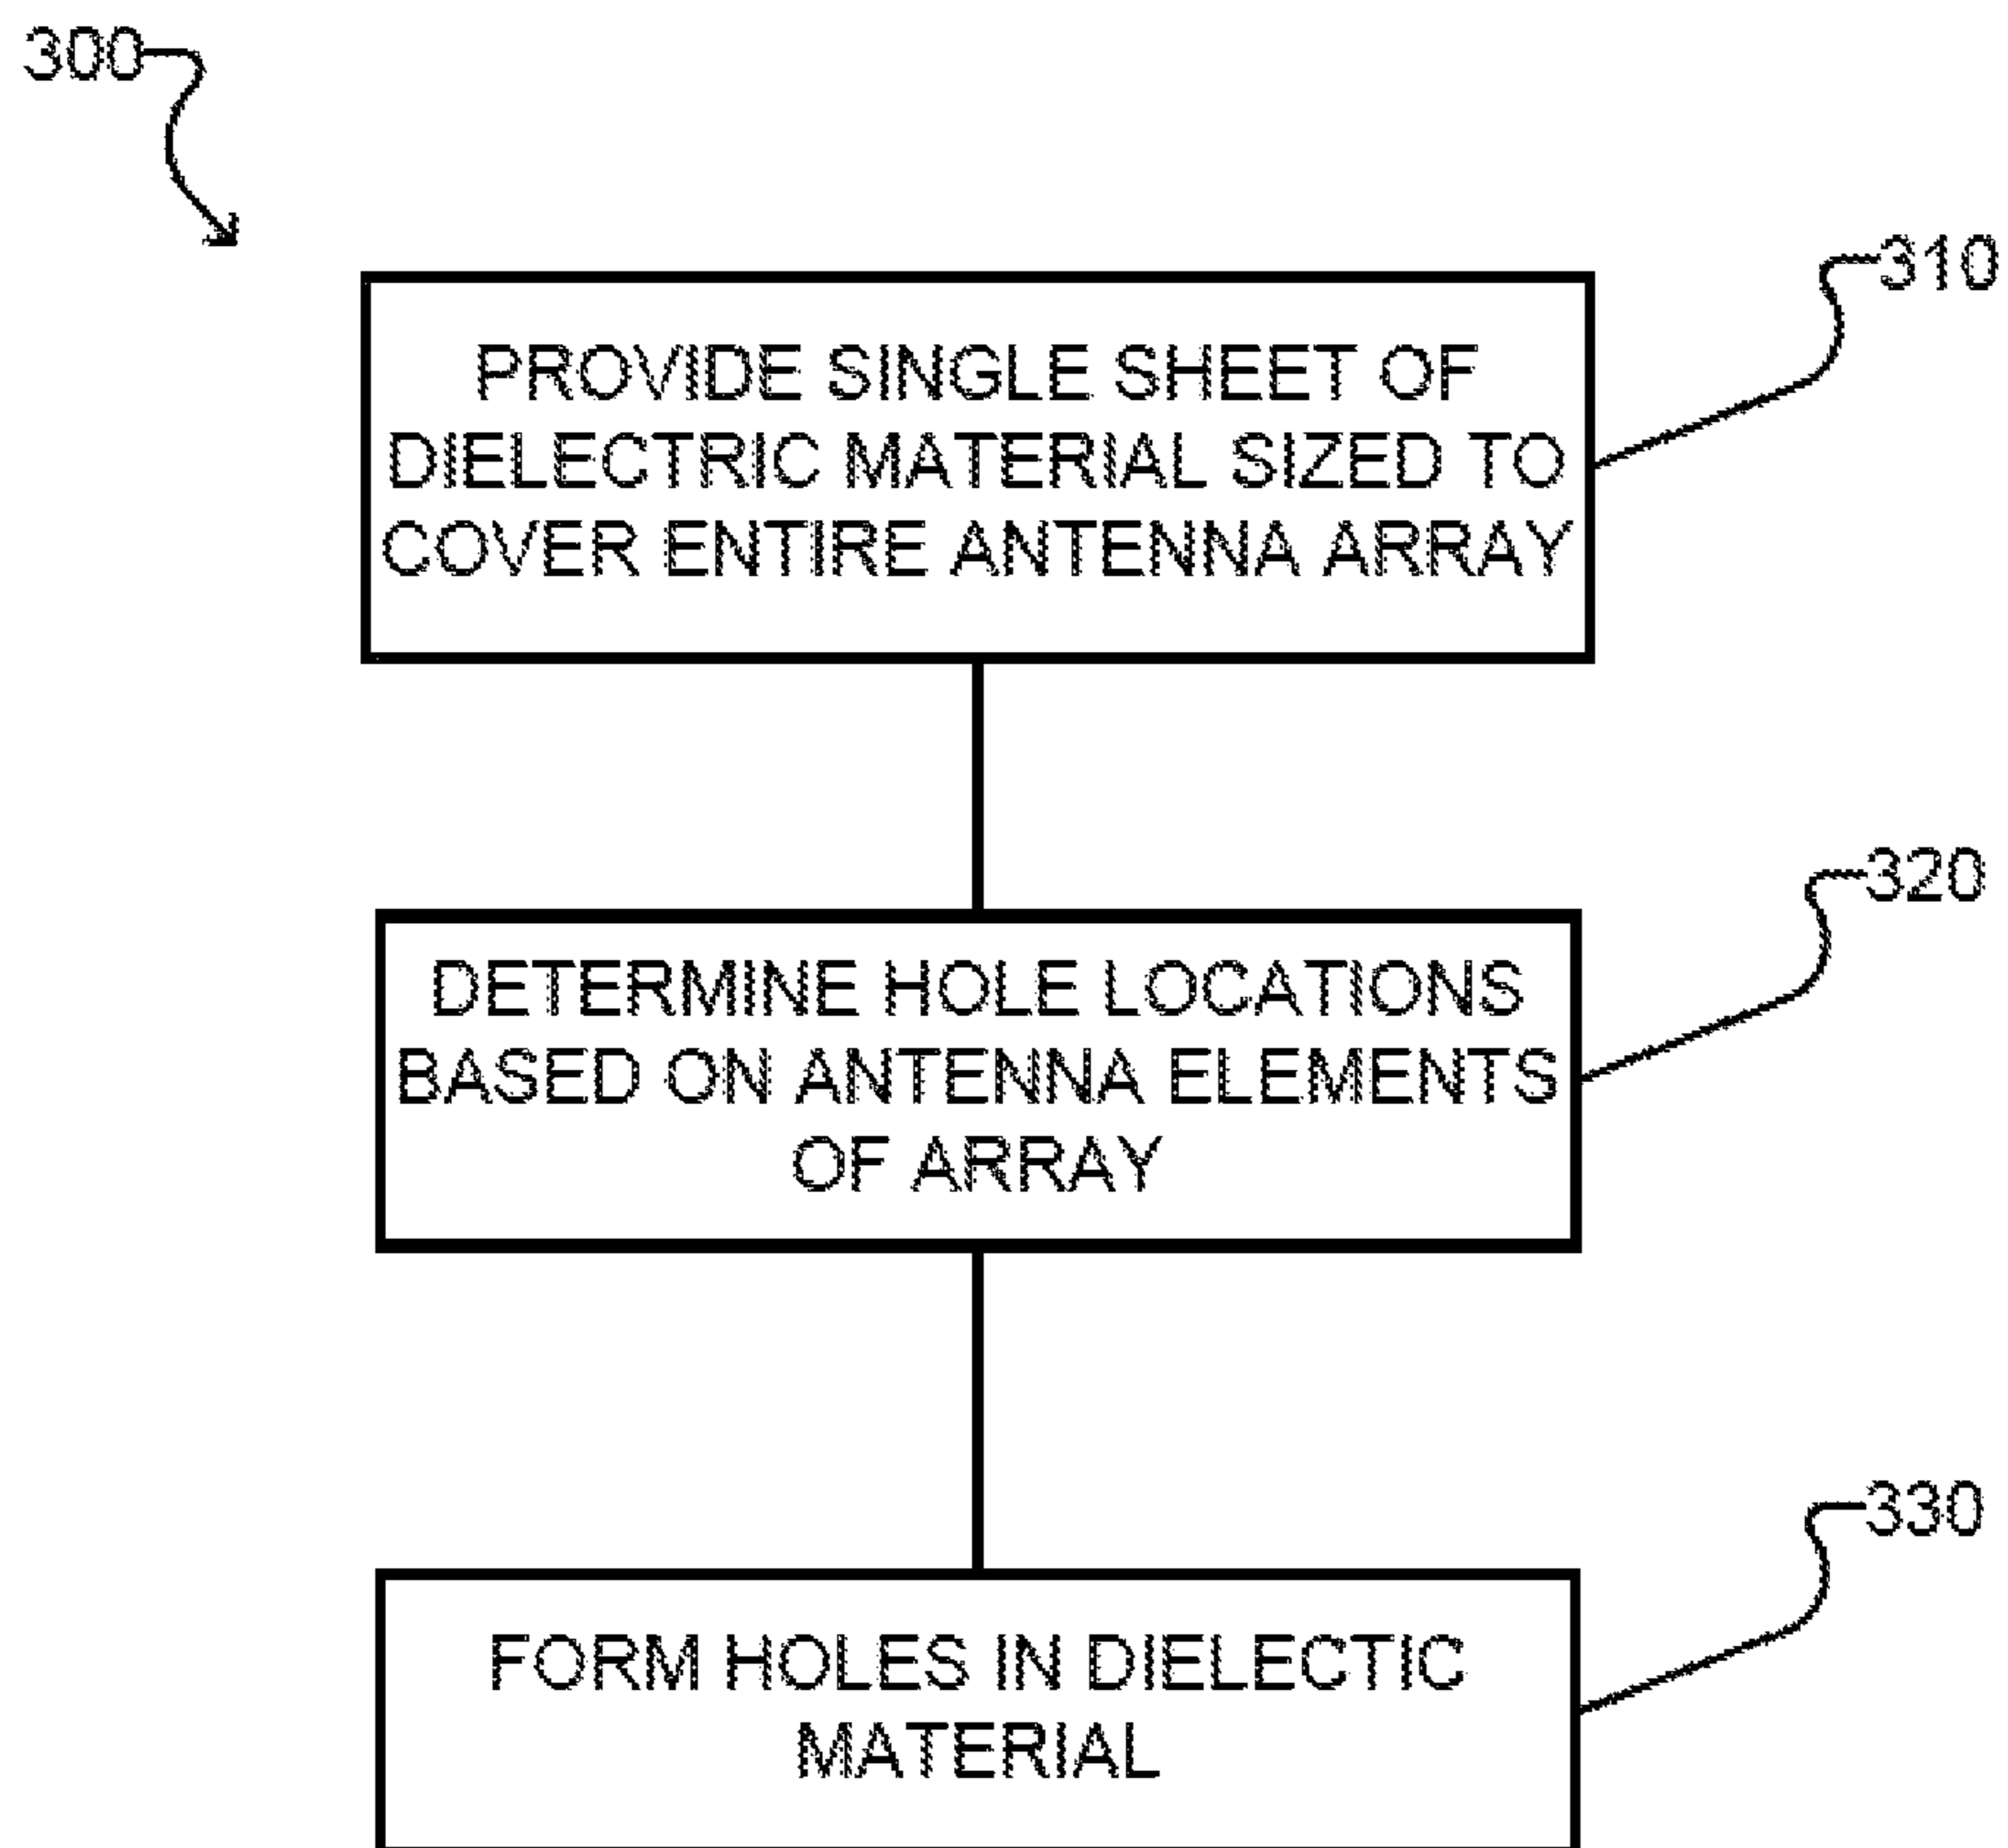 300
310
PROVIDE SINGLE SHEET OF
DIELECTRIC MATERIAL SIZED TO
COVER ENTIRE ANTENNA ARRAY
320
DETERMINE HOLE LOCATIONS
BASED ON ANTENNA ELEMENTS
OF ARRAY
330
FORM HOLES IN DIELECTIC
MATERIAL